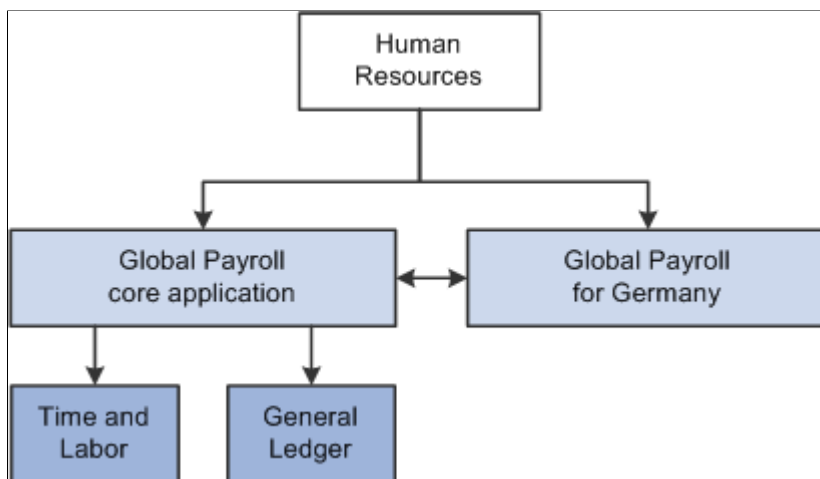 Human
Resources
Global Payroll
core application
Global Payroll
for Germany
Time and
Labor
General
Ledger